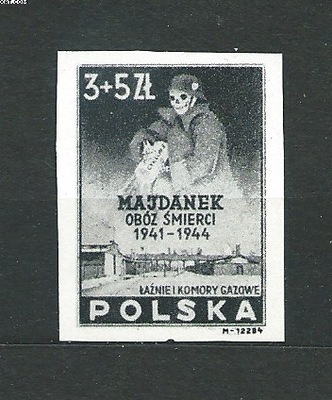 3+5 ZŁ
MAJDANEK
OBÓZ ŚMIERCI
1941-1944
ŁAŹNIE I KOMORY GAZOWE
POLSKA
M-12284